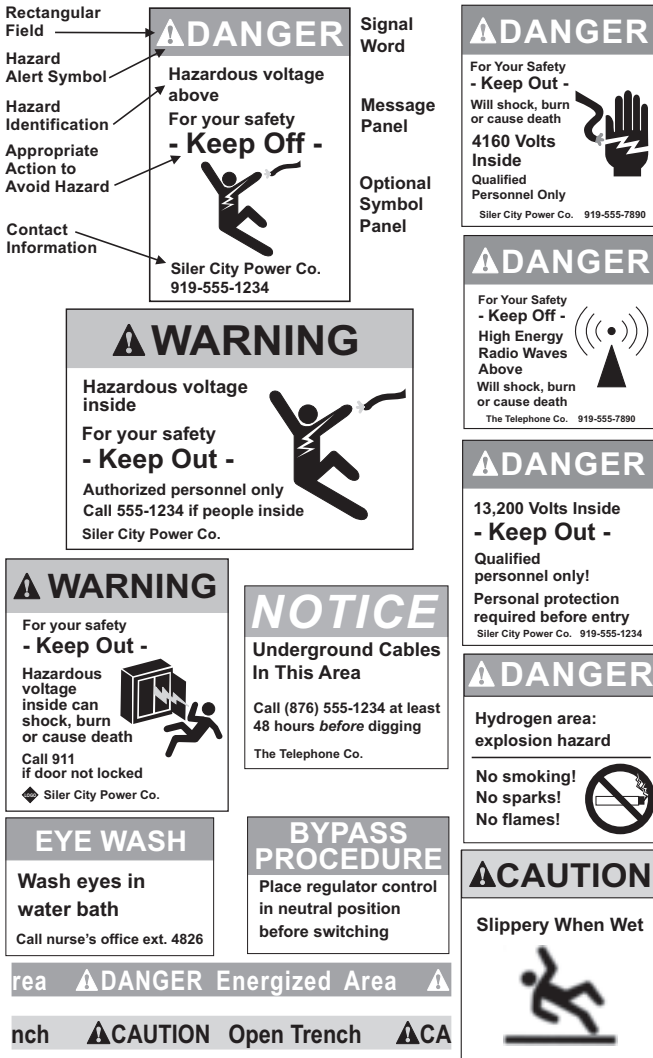 Rectangular
Field
Hazard
Alert Symbol
Hazard
Identification
Appropriate
Action to
Avoid Hazard
Contact
Information
DANGER
Hazardous voltage
above
For your safety
- Keep Off -
Siler City Power Co.
919-555-1234
Signal
Word
Message
Panel
Optional
Symbol
Panel
DANGER
For Your Safety
- Keep Out -
Will shock, burn
or cause death
4160 Volts
Inside
Qualified
Personnel Only
Siler City Power Co. 919-555-7890
DANGER
For Your Safety
- Keep Off -
High Energy
Radio Waves
Above
Will shock, burn
or cause death
The Telephone Co. 919-555-7890
WARNING
Hazardous voltage
inside
For your safety
- Keep Out -
Authorized personnel only
Call 555-1234 if people inside
Siler City Power Co.
DANGER
13,200 Volts Inside
- Keep Out -
Qualified
personnel only!
Personal protection
required before entry
Siler City Power Co. 919-555-1234
WARNING
For your safety
- Keep Out -
Hazardous
voltage
inside can
shock, burn
or cause death
Call 911
if door not locked
Siler City Power Co.
NOTICE
Underground Cables
In This Area
Call (876) 555-1234 at least
48 hours before digging
The Telephone Co.
DANGER
Hydrogen area:
explosion hazard
No smoking!
No sparks!
No flames!
EYE WASH
Wash eyes in
water bath
Call nurse's office ext. 4826
BYPASS
PROCEDURE
Place regulator control
in neutral position
before switching
CAUTION
Slippery When Wet
rea DANGER Energized Area
nch CAUTION Open Trench CA